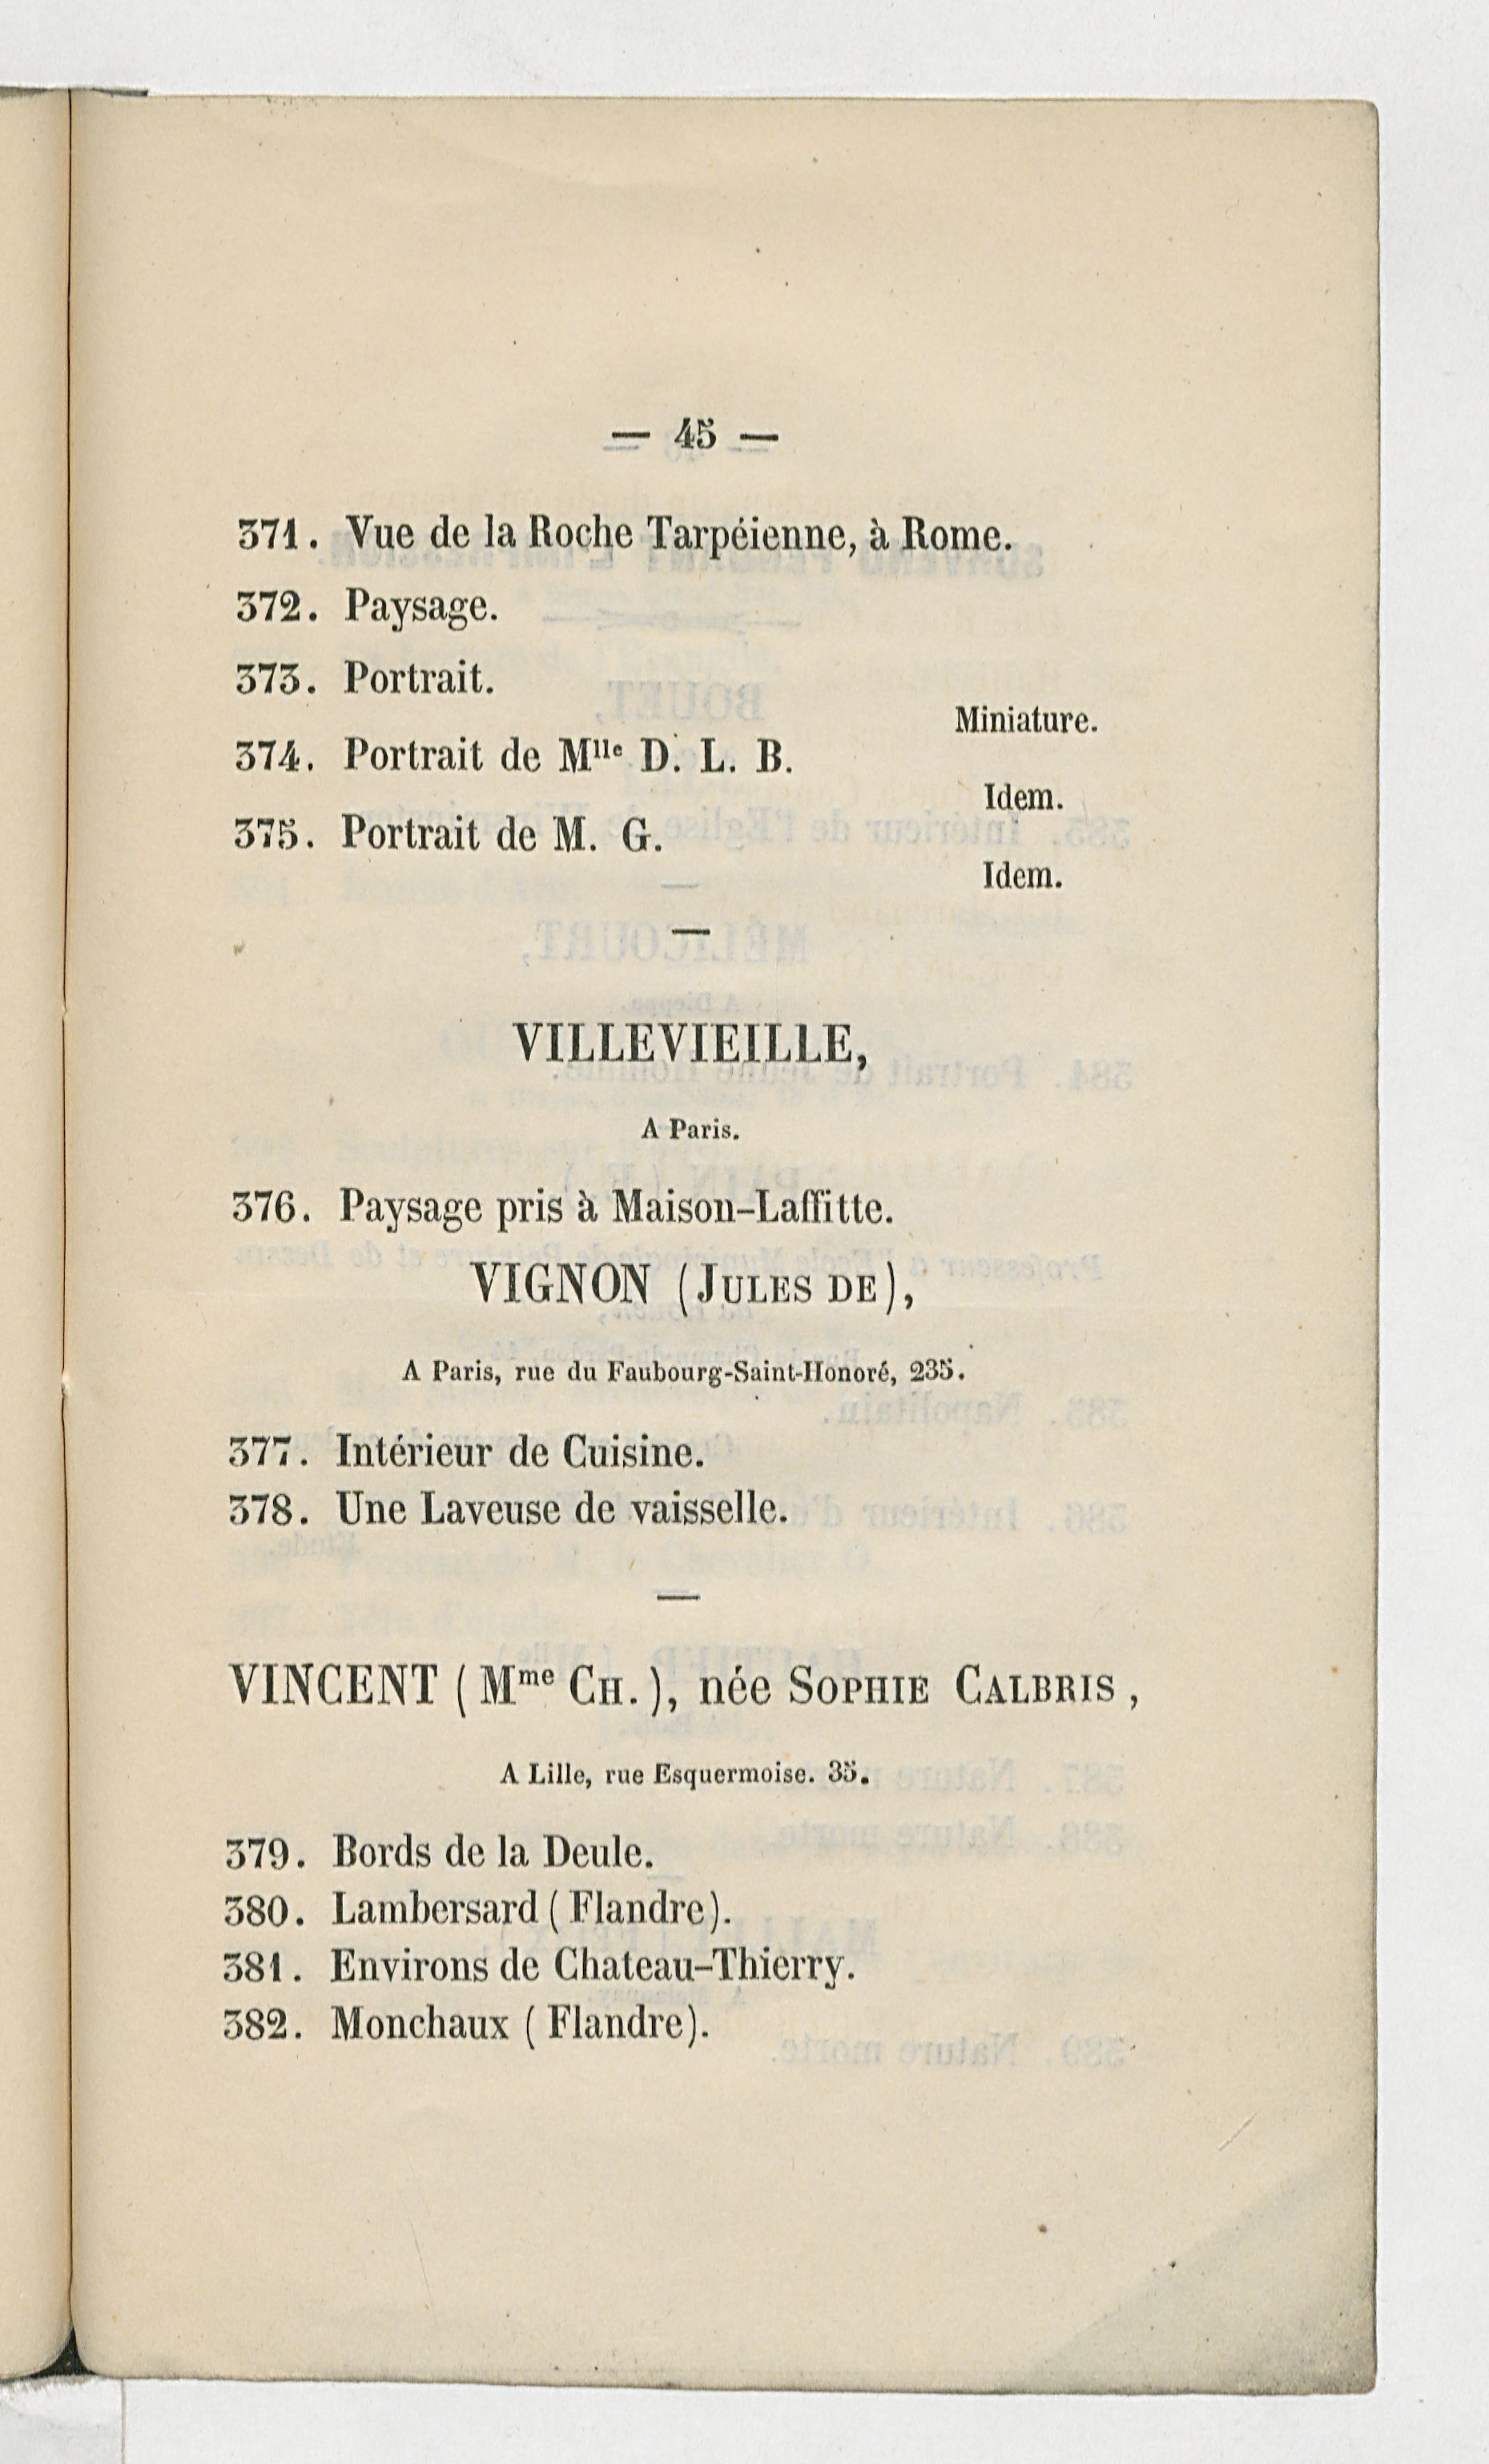 — 45 —
371. Vue de la Roche Tarpéienne, à Rome.
372. Paysage.
373. Portrait.
Miniature.
374. Portrait de Mlle D. L. B.
Idem.
375. Portrait de M. G.
Idem.
—
VILLEVIEILLE,
A Paris.
376. Paysage pris à Maison-Laffitte.
VIGNON (JULES DE),
A Paris, rue du Faubourg-Saint-Honoré, 235.
377. Intérieur de Cuisine.
378. Une Laveuse de vaisselle.
—
VINCENT (Mme CH.), née SOPHIE CALBRIS,
A Lille, rue Esquermoise. 35.
379. Bords de la Deule.
380. Lambersard (Flandre).
381. Environs de Chateau-Thierry.
382. Monchaux (Flandre).